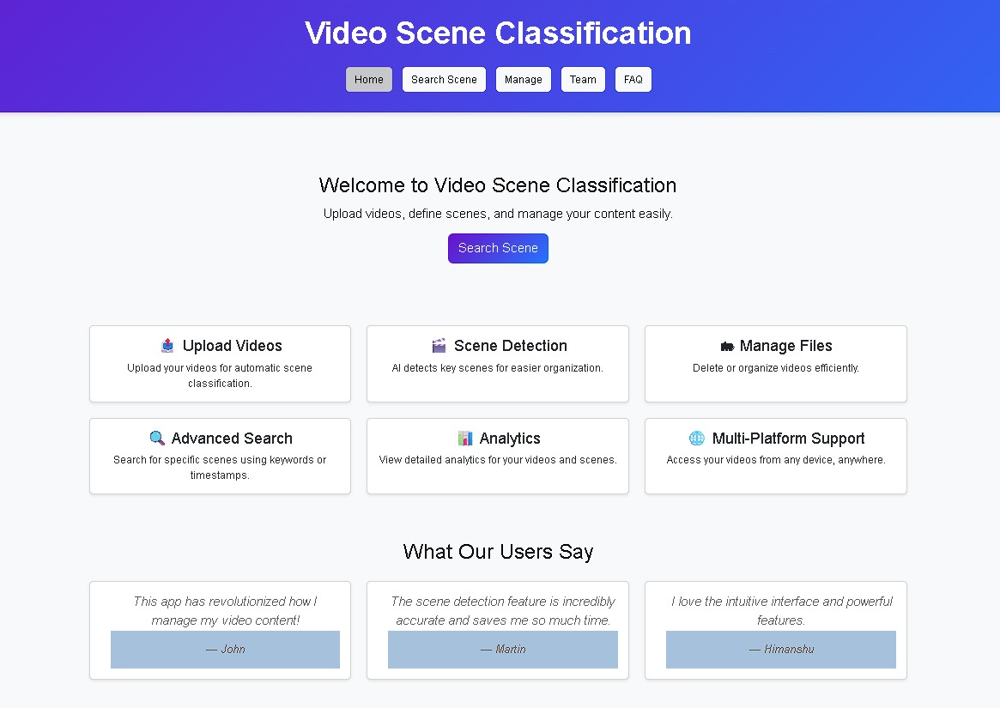 Video Scene Classification
Home Search Scene Manage Team FAQ
Welcome to Video Scene Classification
Upload videos, define scenes, and manage your content easily.
Search Scene
Upload Videos
Upload your videos for automatic scene
classification.
Scene Detection
AI detects key scenes for easier organization.
Manage Files
Delete or organize videos efficiently.
Advanced Search
Search for specific scenes using keywords or
timestamps.
Analytics
View detailed analytics for your videos and scenes.
Multi-Platform Support
Access your videos from any device, anywhere.
What Our Users Say
This app has revolutionized how I
manage my video content!
— John
The scene detection feature is incredibly
accurate and saves me so much time.
— Martin
I love the intuitive interface and powerful
features.
— Himanshu